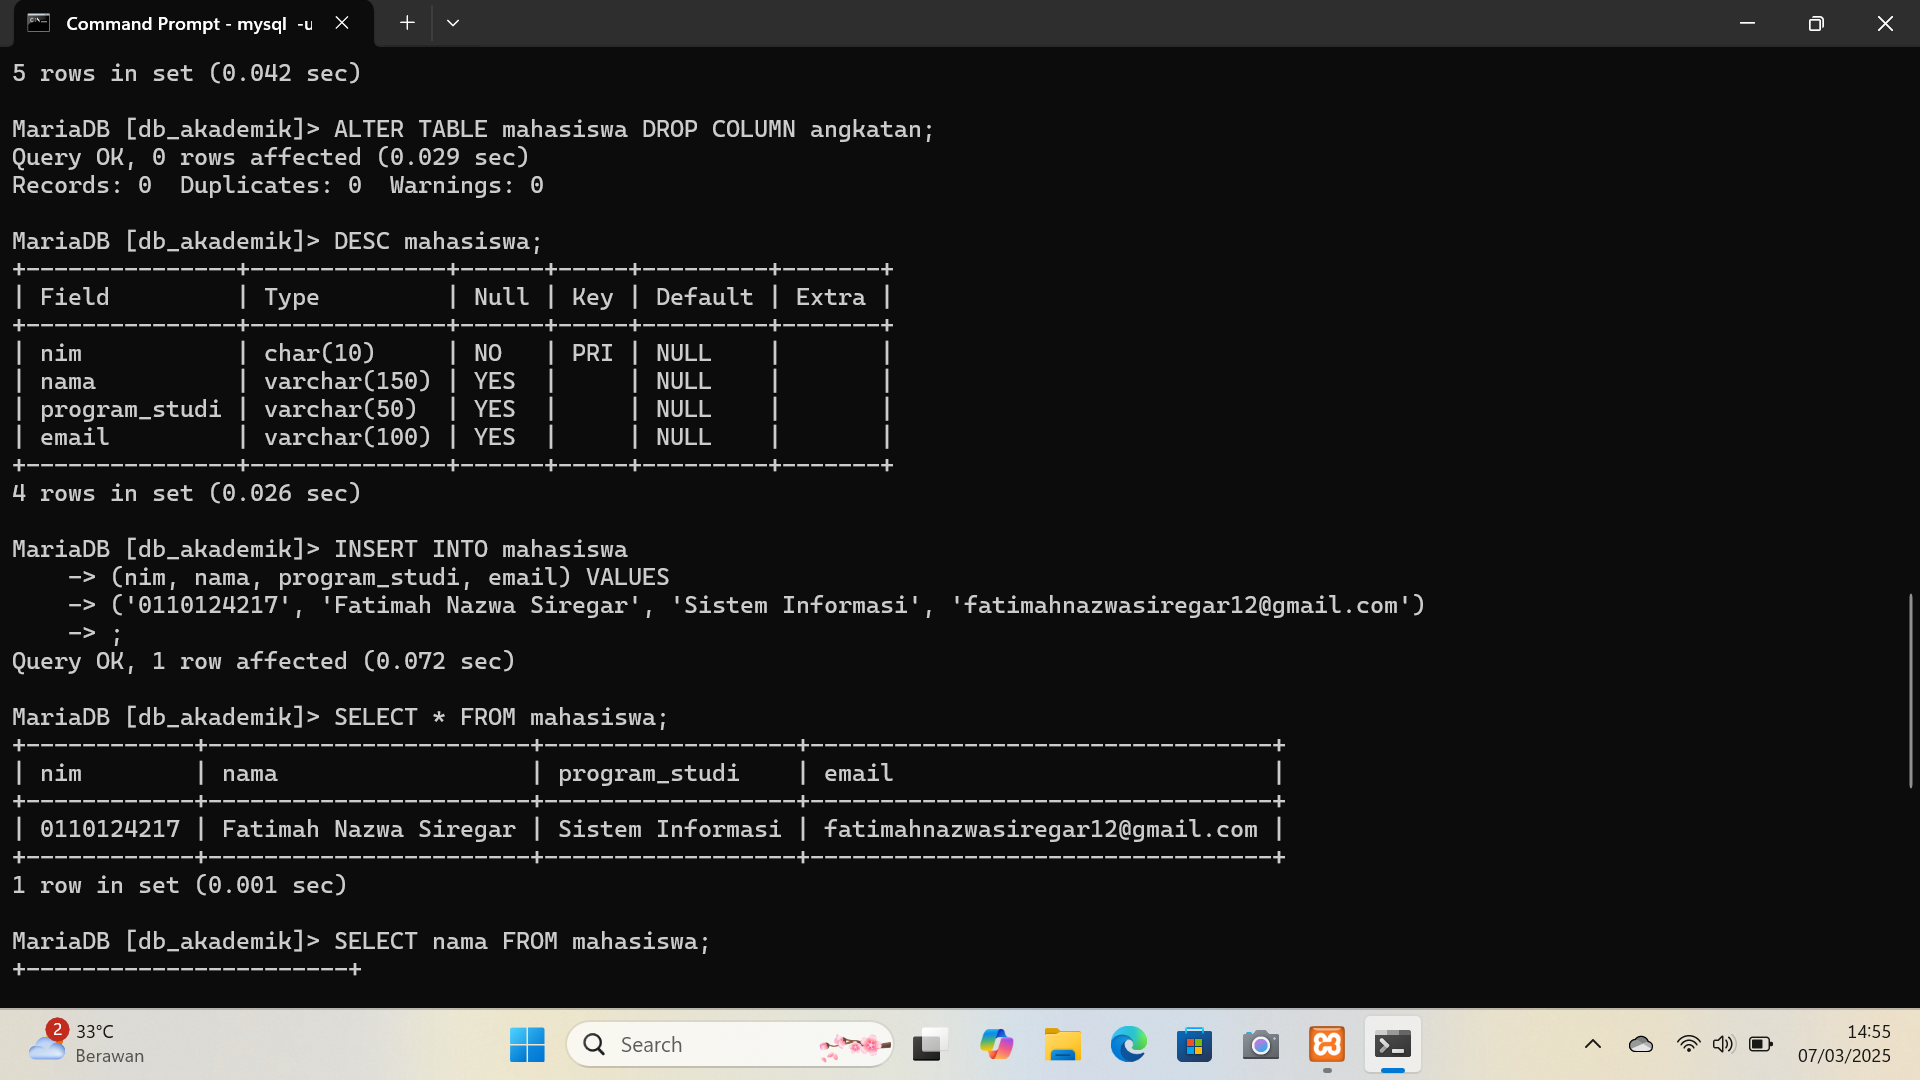 Command Prompt - mysql  -u
5 rows in set (0.042 sec)
MariaDB [db_akademik]> ALTER TABLE mahasiswa DROP COLUMN angkatan;
Query OK, 0 rows affected (0.029 sec)
Records: 0  Duplicates: 0  Warnings: 0
MariaDB [db_akademik]> DESC mahasiswa;
+---------------+--------------+------+-----+---------+-------+
| Field         | Type         | Null | Key | Default | Extra |
+---------------+--------------+------+-----+---------+-------+
| nim           | char(10)     | NO   | PRI | NULL    |       |
| nama          | varchar(150) | YES  |     | NULL    |       |
| program_studi | varchar(50)  | YES  |     | NULL    |       |
| email         | varchar(100) | YES  |     | NULL    |       |
+---------------+--------------+------+-----+---------+-------+
4 rows in set (0.026 sec)
MariaDB [db_akademik]> INSERT INTO mahasiswa
    -> (nim, nama, program_studi, email) VALUES
    -> ('0110124217', 'Fatimah Nazwa Siregar', 'Sistem Informasi', 'fatimahnazwasiregar12@gmail.com')
    -> ;
Query OK, 1 row affected (0.072 sec)
MariaDB [db_akademik]> SELECT * FROM mahasiswa;
+------------+-----------------------+------------------+---------------------------------+
| nim        | nama                  | program_studi    | email                           |
+------------+-----------------------+------------------+---------------------------------+
| 0110124217 | Fatimah Nazwa Siregar | Sistem Informasi | fatimahnazwasiregar12@gmail.com |
+------------+-----------------------+------------------+---------------------------------+
1 row in set (0.001 sec)
MariaDB [db_akademik]> SELECT nama FROM mahasiswa;
+-----------------------+
2
33°C
Berawan
Search
14:55
07/03/2025